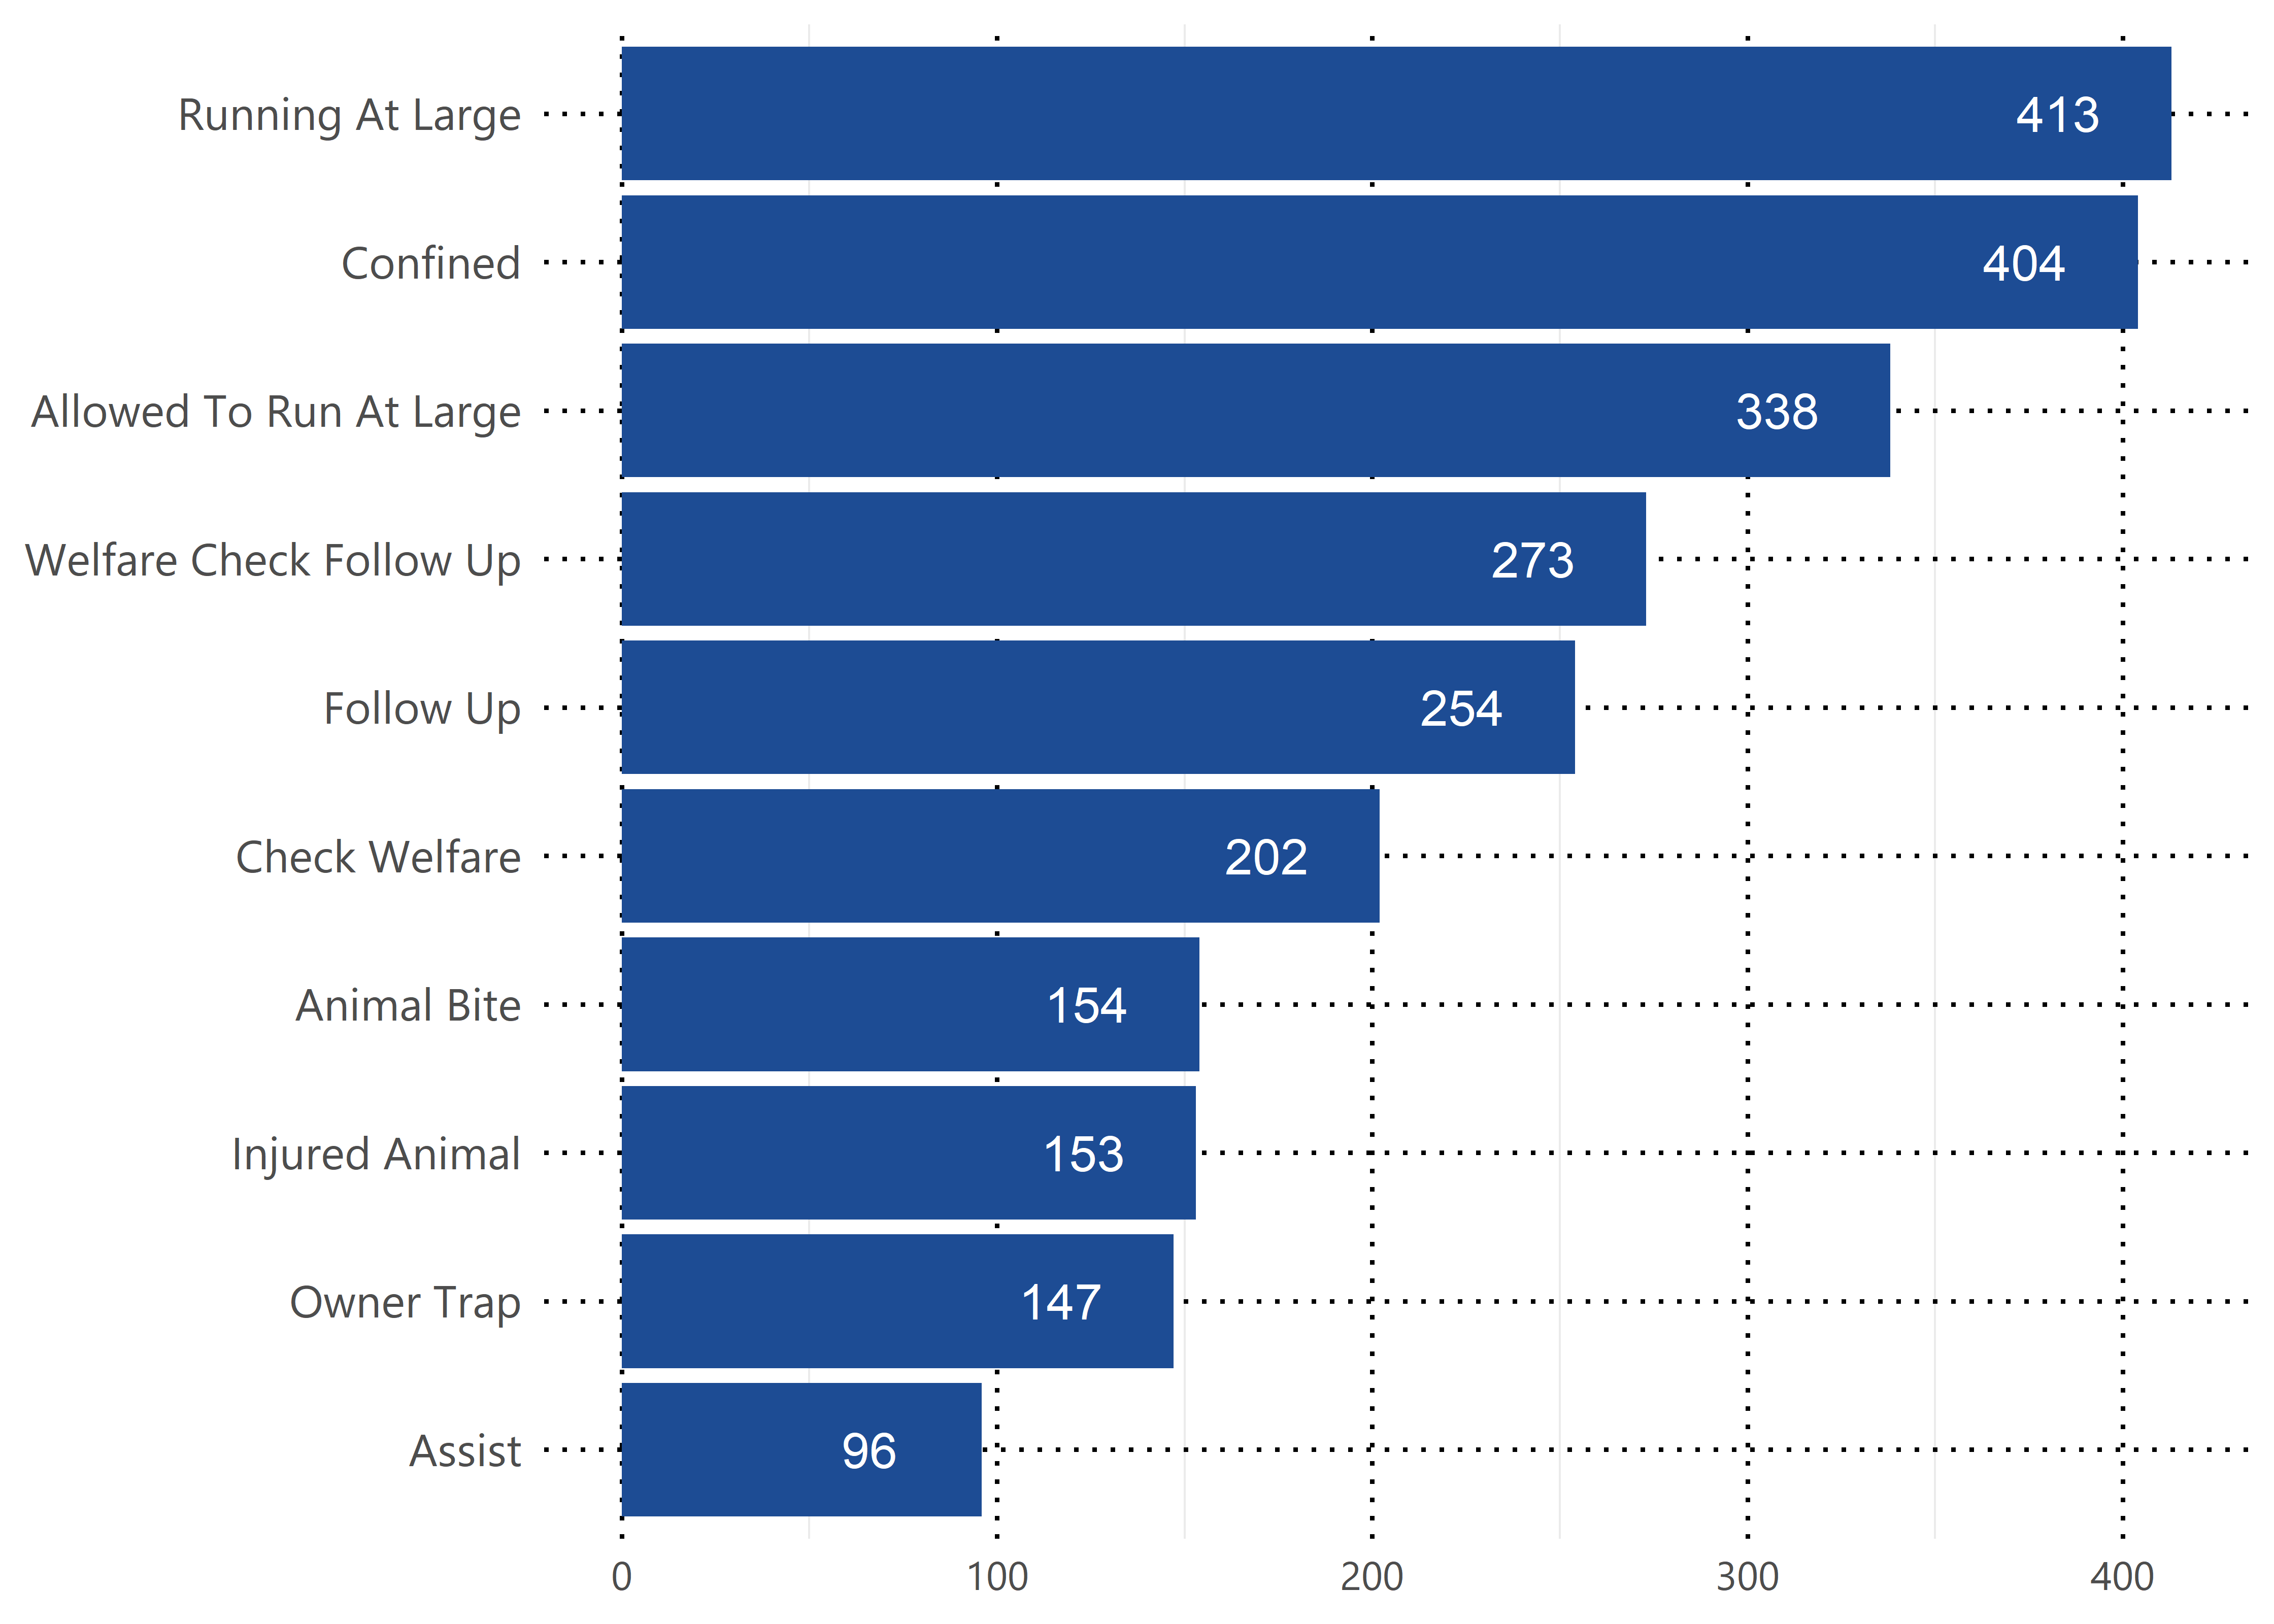 Running At Large 413
Confined 404
Allowed To Run At Large 338
Welfare Check Follow Up 273
Follow Up 254
Check Welfare 202
Animal Bite 154
Injured Animal 153
Owner Trap 147
Assist 96
0 100 200 300 400